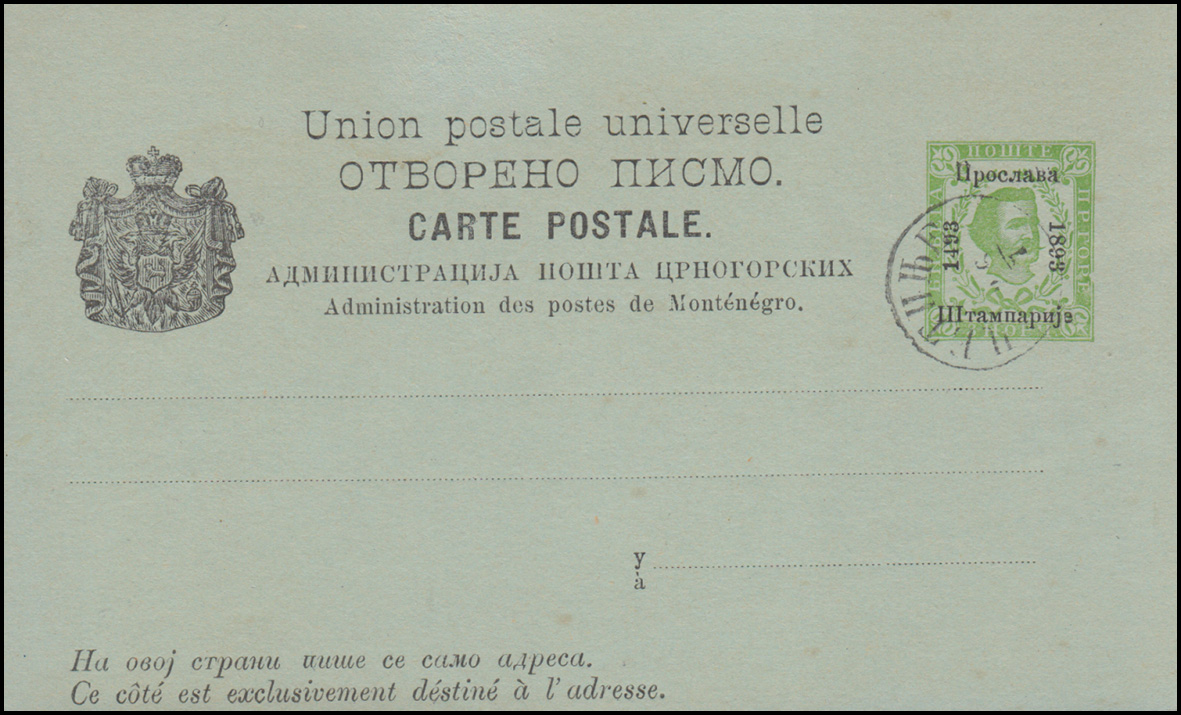 Union postale universelle
ОТВОРЕНО ПИСМО.
CARTE POSTALE.
АДМИНИСТРАЦИЈА ПОШТА ЦРНОГОРСКИХ
Administration des postes de Monténégro.
ПОШТЕ
Прослава
1493
1893
Штампарије
у
à
На овој страни пише се само адреса.
Ce côté est exclusivement déstiné à l'adresse.